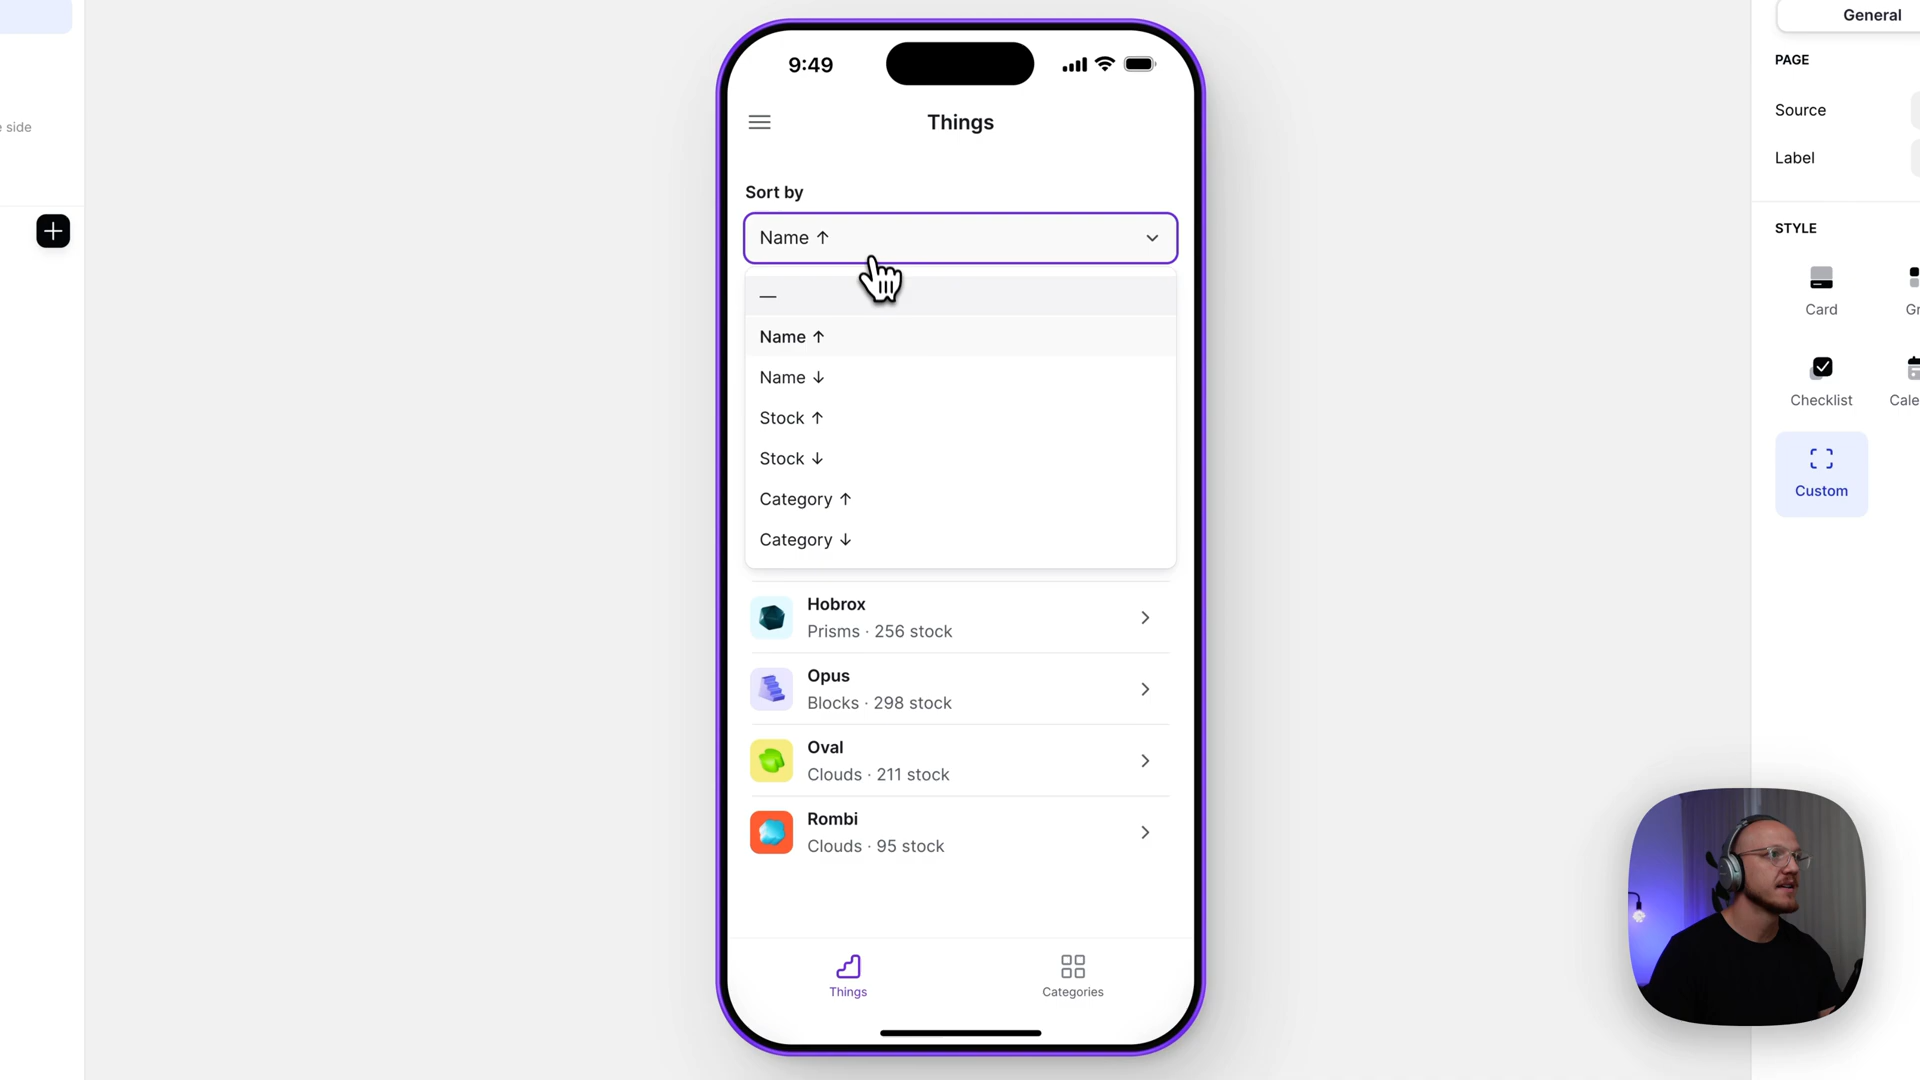 e side
9:49
Things
Sort by
Name ↑
—
Name ↑
Name ↓
Stock ↑
Stock ↓
Category ↑
Category ↓
Hobrox
Prisms · 256 stock
Opus
Blocks · 298 stock
Oval
Clouds · 211 stock
Rombi
Clouds · 95 stock
Things
Categories
General
PAGE
Source
Label
STYLE
Card
Gr
Checklist
Cale
Custom